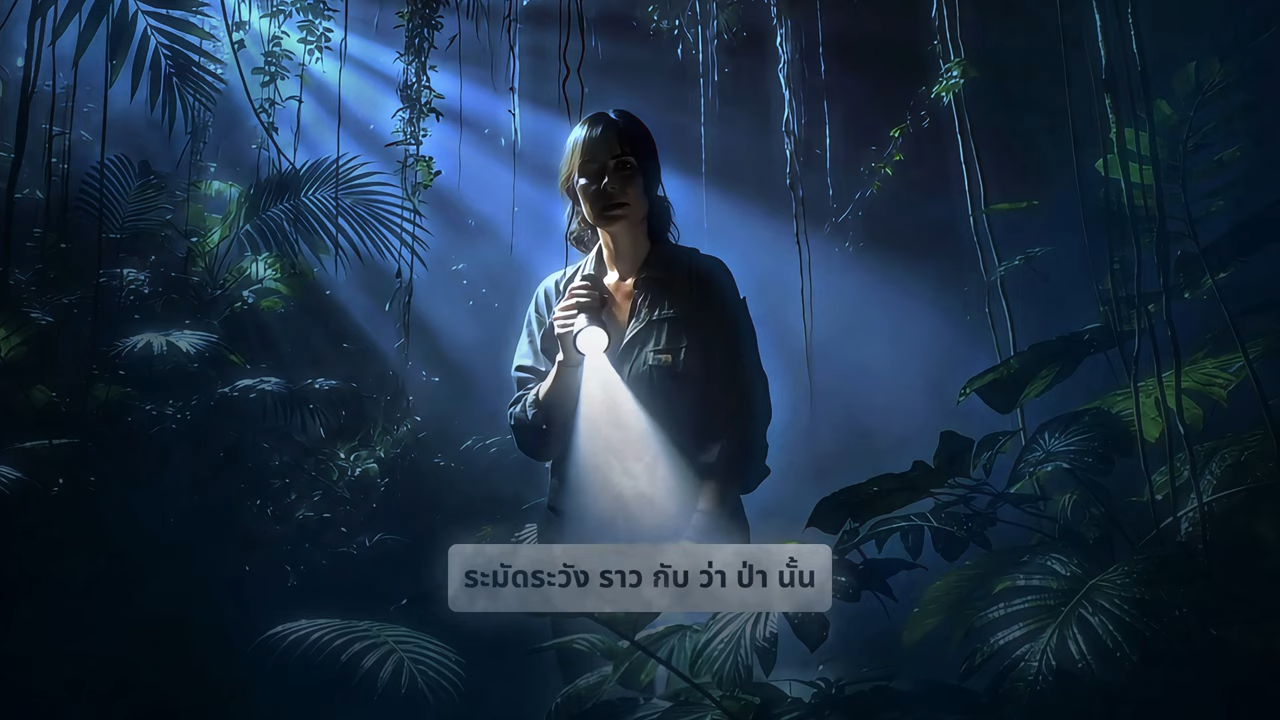 ระมัดระวัง ราว กับ ว่า ป่า นั้น